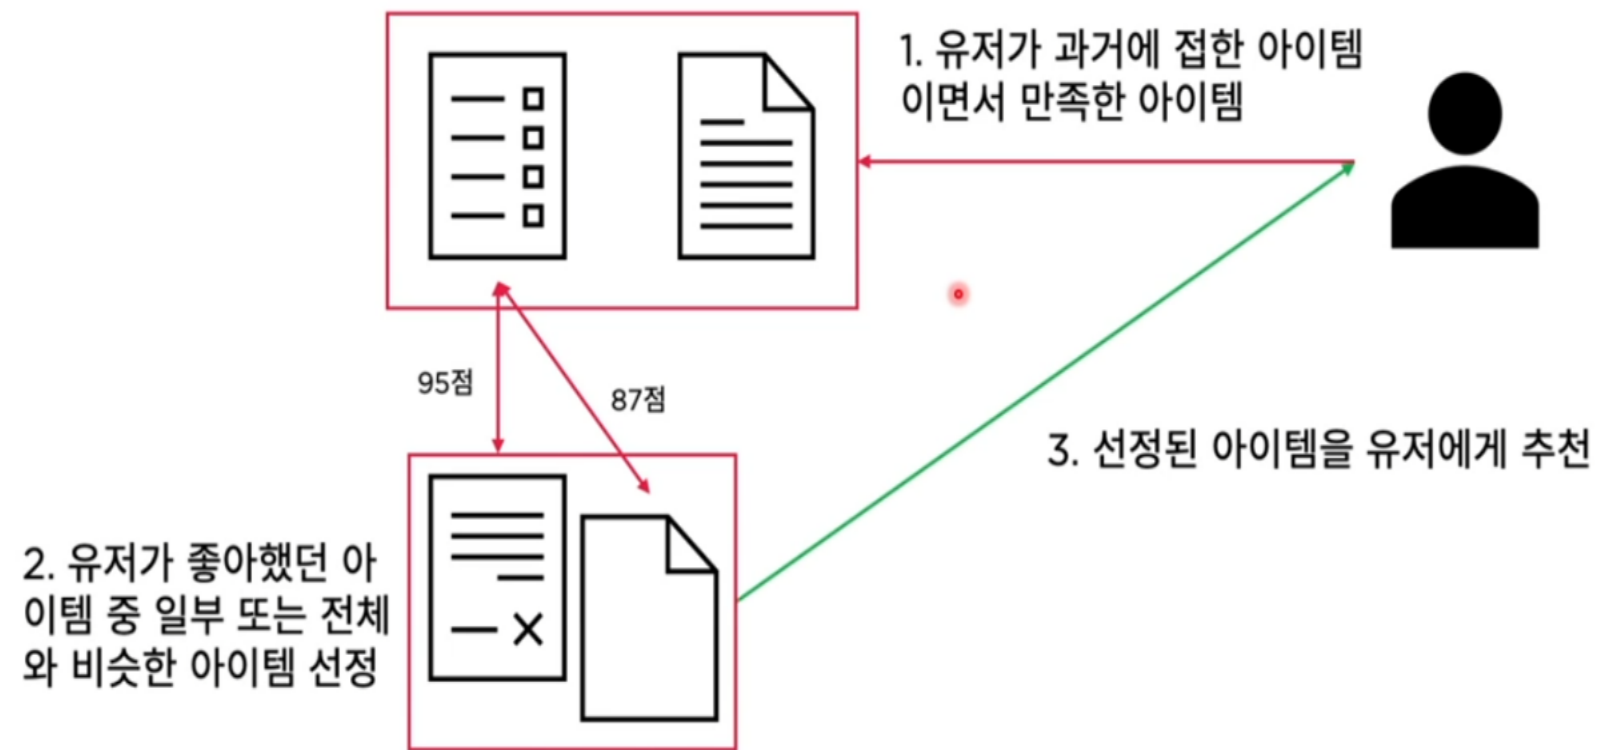 1. 유저가 과거에 접한 아이템
이면서 만족한 아이템
95점
87점
3. 선정된 아이템을 유저에게 추천
2. 유저가 좋아했던 아
이템 중 일부 또는 전체
와 비슷한 아이템 선정